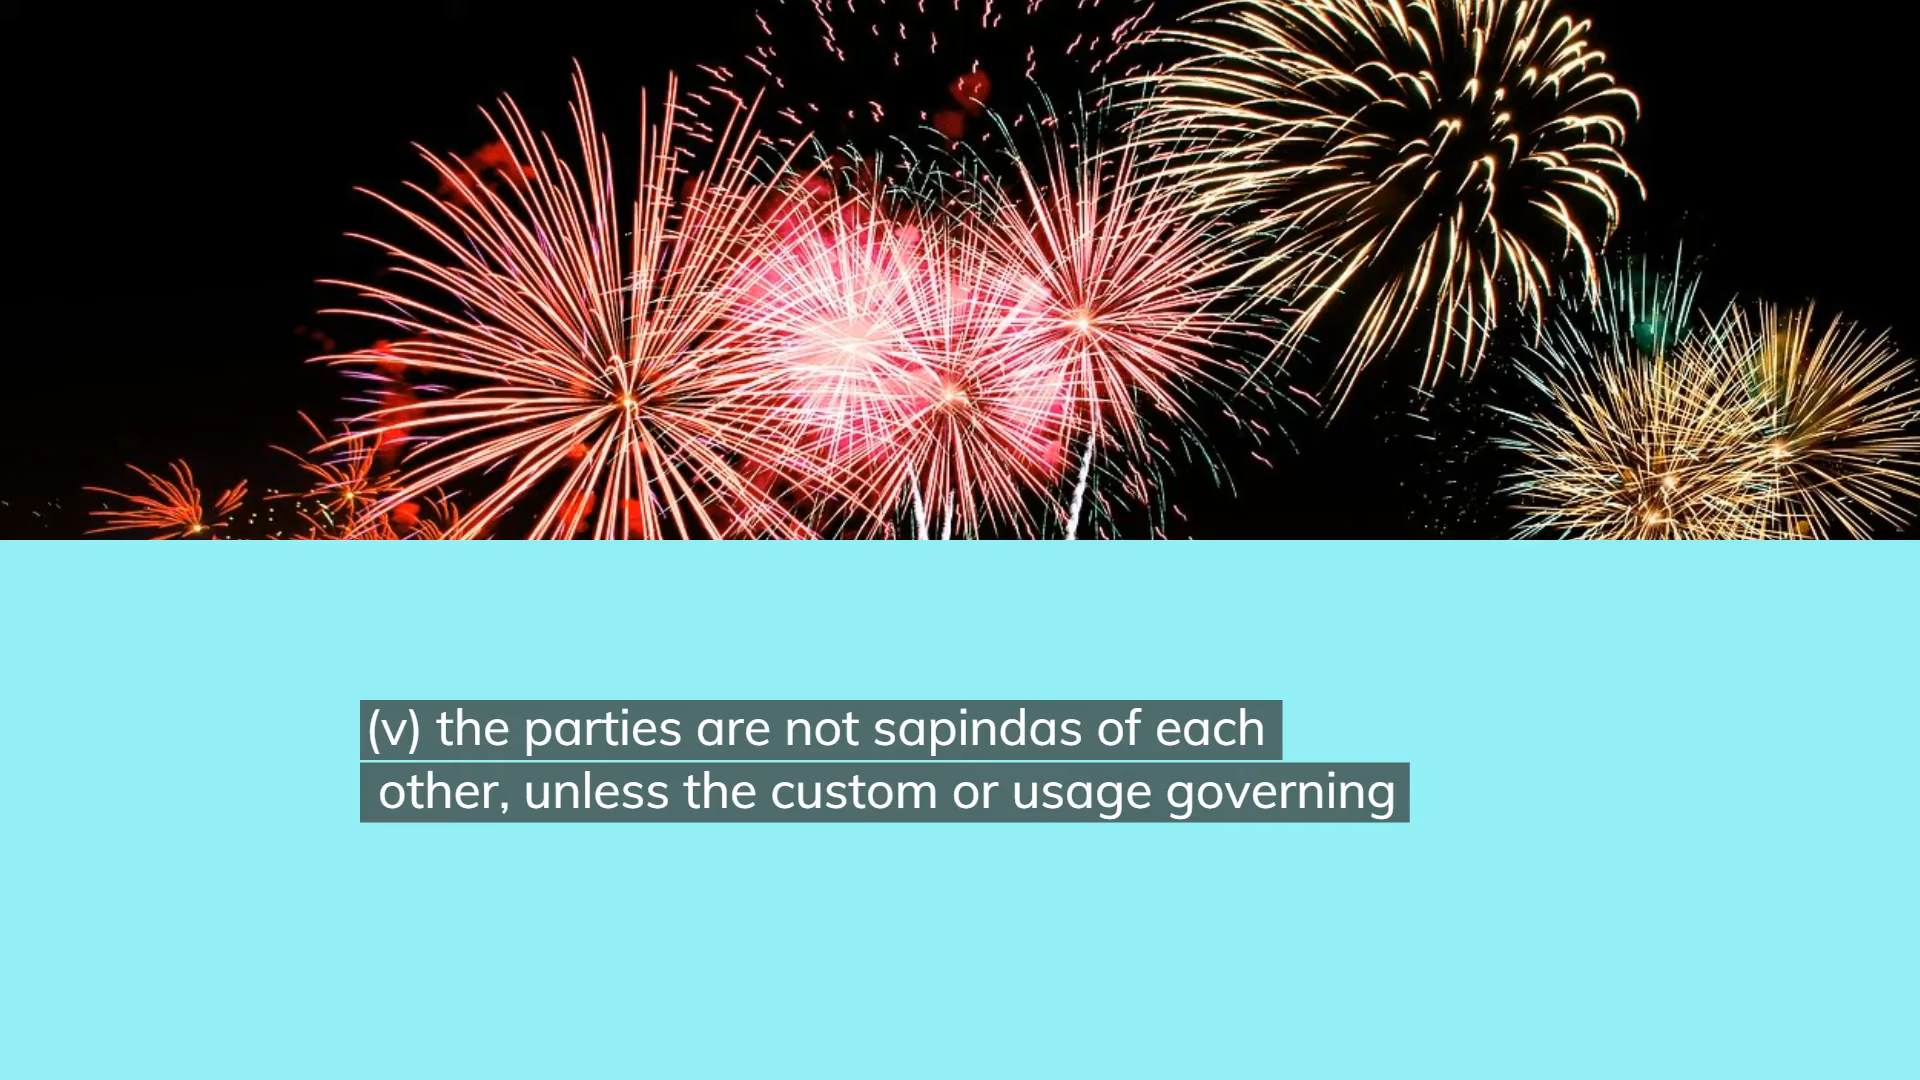 (v) the parties are not sapindas of each
other, unless the custom or usage governing